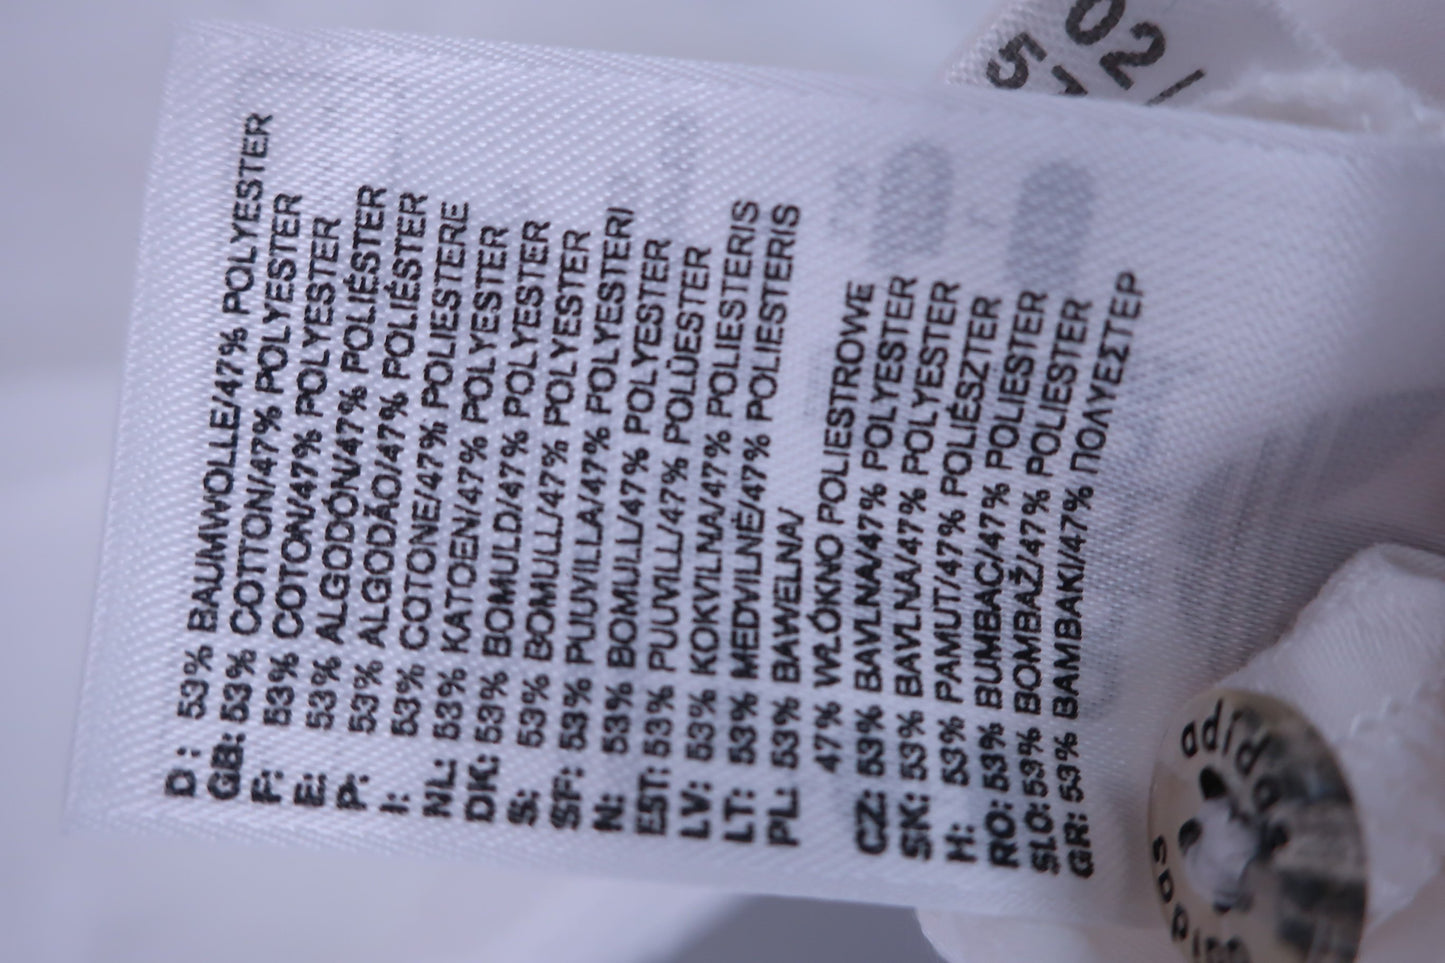 D: 53% BAUMWOLLE/47% POLYESTER
GB: 53% COTTON/47% POLYESTER
F: 53% COTON/47% POLYESTER
E: 53% ALGODÓN/47% POLIÉSTER
P: 53% ALGODÃO/47% POLIÉSTER
I: 53% COTONE/47% POLIESTERE
NL: 53% KATOEN/47% POLYESTER
DK: 53% BOMULD/47% POLYESTER
S: 53% BOMULL/47% POLYESTER
SF: 53% PUUVILLA/47% POLYESTERI
N: 53% BOMULL/47% POLYESTER
EST: 53% PUUVILL/47% POLÜESTER
LV: 53% KOKVILNA/47% POLIESTERIS
LT: 53% MEDVILNĖ/47% POLIESTERIS
PL: 53% BAWEŁNA/
47% WŁÓKNO POLIESTROWE
CZ: 53% BAVLNA/47% POLYESTER
SK: 53% BAVLNA/47% POLYESTER
H: 53% PAMUT/47% POLIÉSZTER
RO: 53% BUMBAC/47% POLIESTER
SLO: 53% BOMBAŽ/47% POLIESTER
GR: 53% BAMBAKI/47% ΠΟΛΥΕΣΤΕΡ
02/
adipa